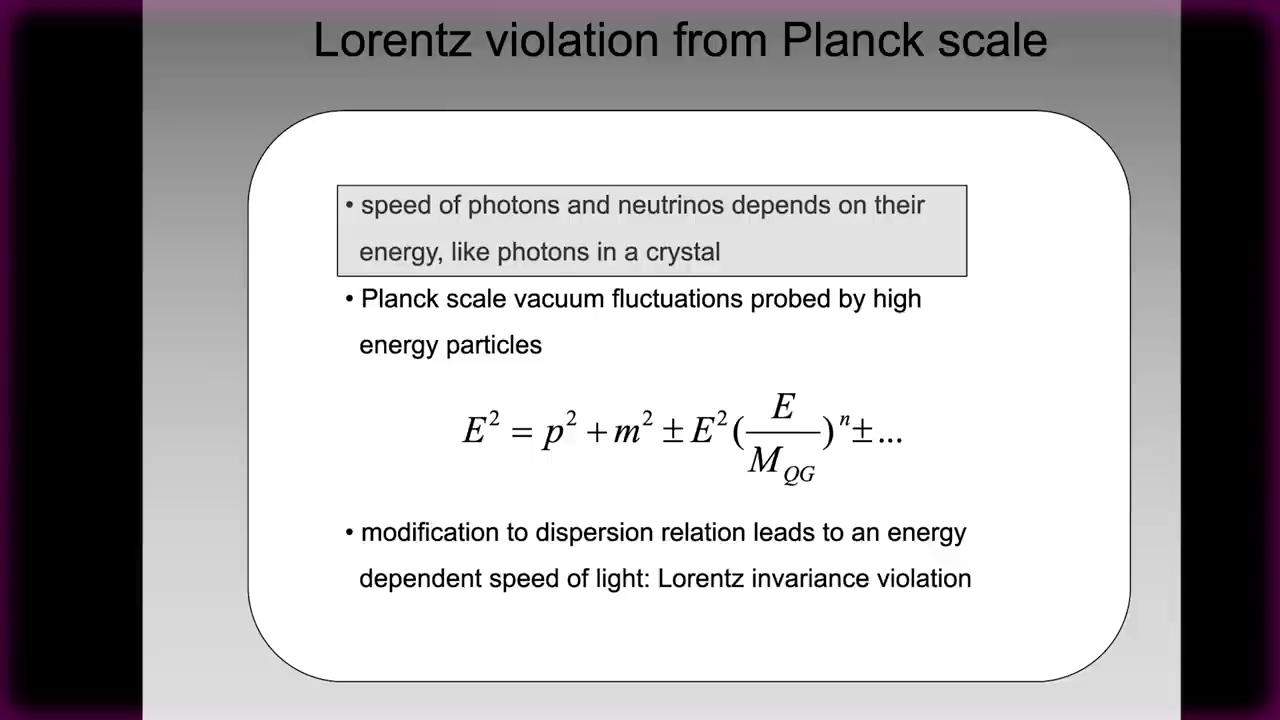 Lorentz violation from Planck scale
• speed of photons and neutrinos depends on their
energy, like photons in a crystal
• Planck scale vacuum fluctuations probed by high
energy particles
E² = p² + m² ± E²(E/M_QG)ⁿ ± ...
• modification to dispersion relation leads to an energy
dependent speed of light: Lorentz invariance violation